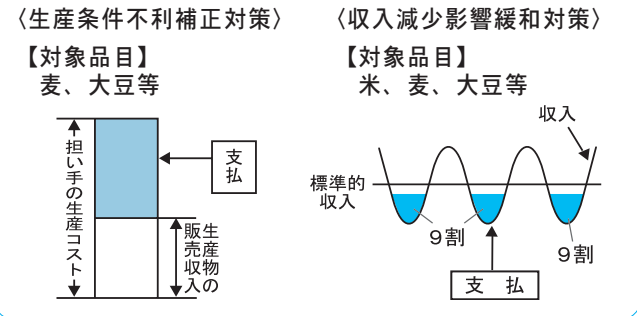 〈生産条件不利補正対策〉
【対象品目】
麦、大豆等
担い手の生産コスト
支払
生産物の
販売収入
〈収入減少影響緩和対策〉
【対象品目】
米、麦、大豆等
収入
標準的
収入
９割
９割
支　払